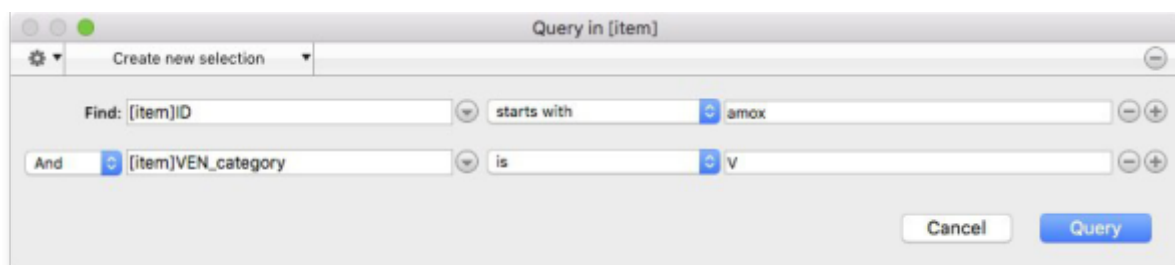 Query in [item]
Create new selection
Find: [item]ID starts with amox
And [item]VEN_category is V
Cancel Query